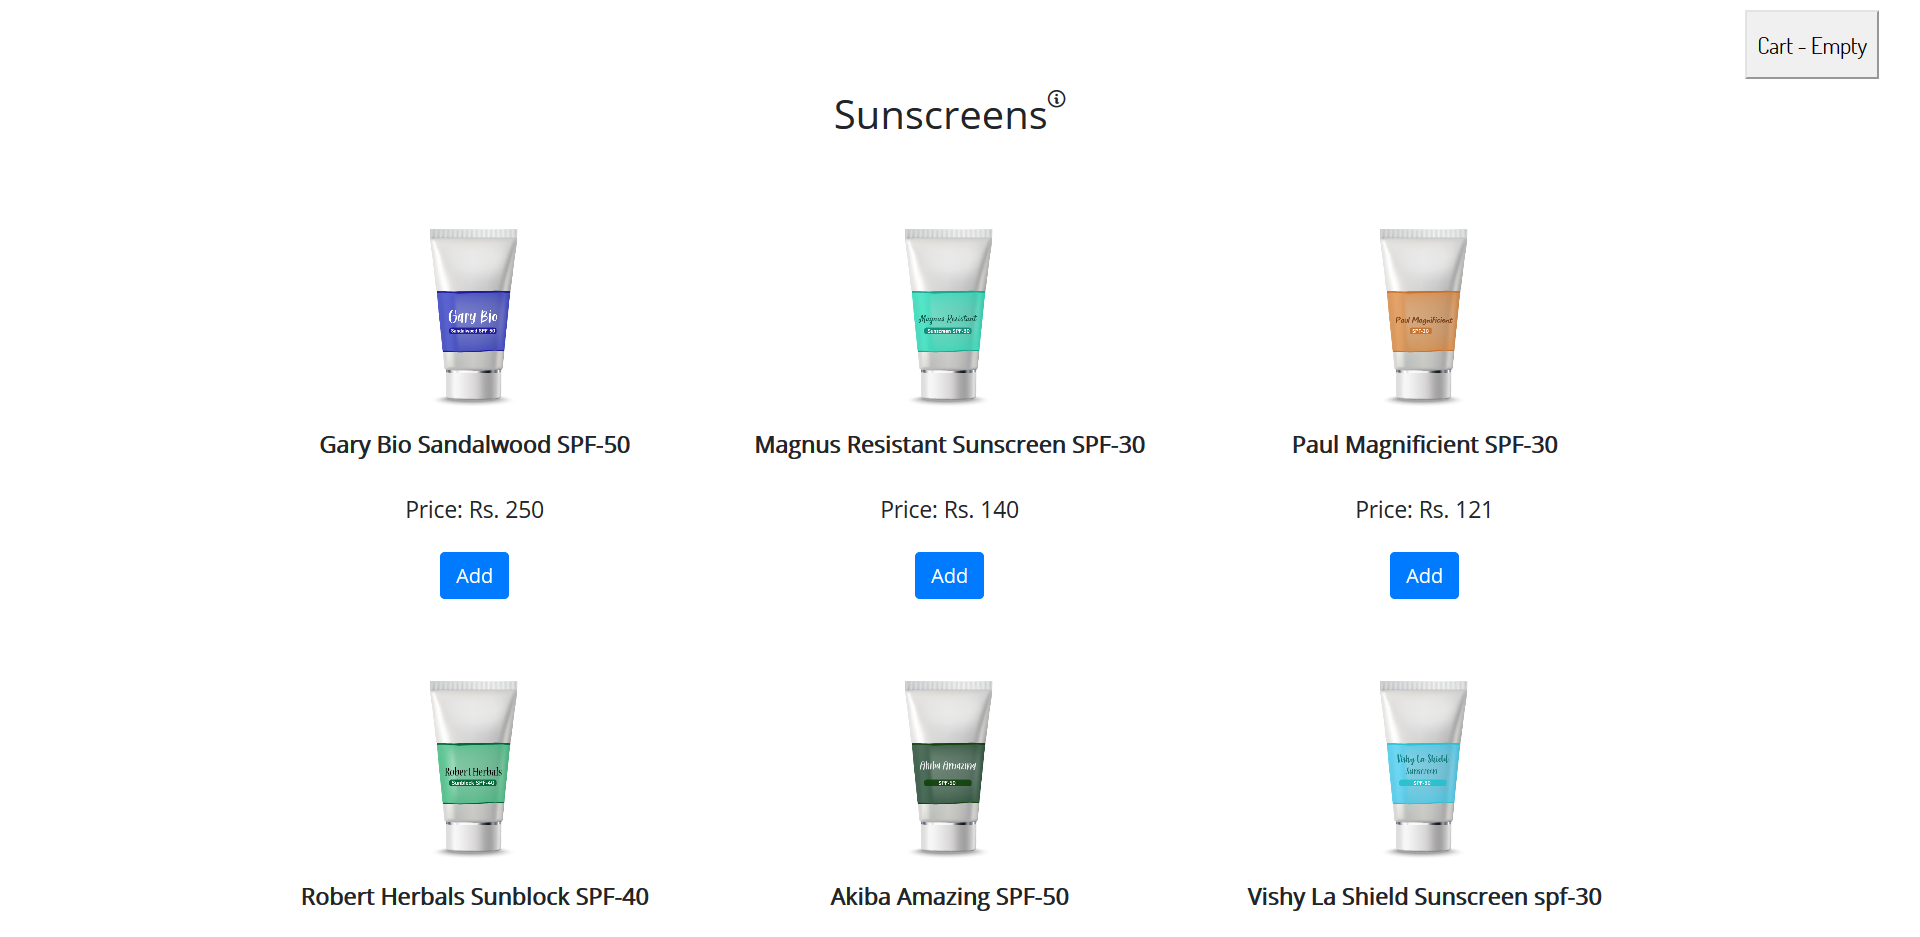 Cart - Empty
Sunscreens
Gary Bio
Sandalwood SPF-50
Magnus Resistant
Sunscreen SPF-30
Paul Magnificient
SPF-30
Gary Bio Sandalwood SPF-50
Magnus Resistant Sunscreen SPF-30
Paul Magnificient SPF-30
Price: Rs. 250
Price: Rs. 140
Price: Rs. 121
Add
Add
Add
Robert Herbals
Sunblock SPF-40
Akiba Amazing
SPF-50
Vishy La Shield
Sunscreen
SPF-30
Robert Herbals Sunblock SPF-40
Akiba Amazing SPF-50
Vishy La Shield Sunscreen spf-30